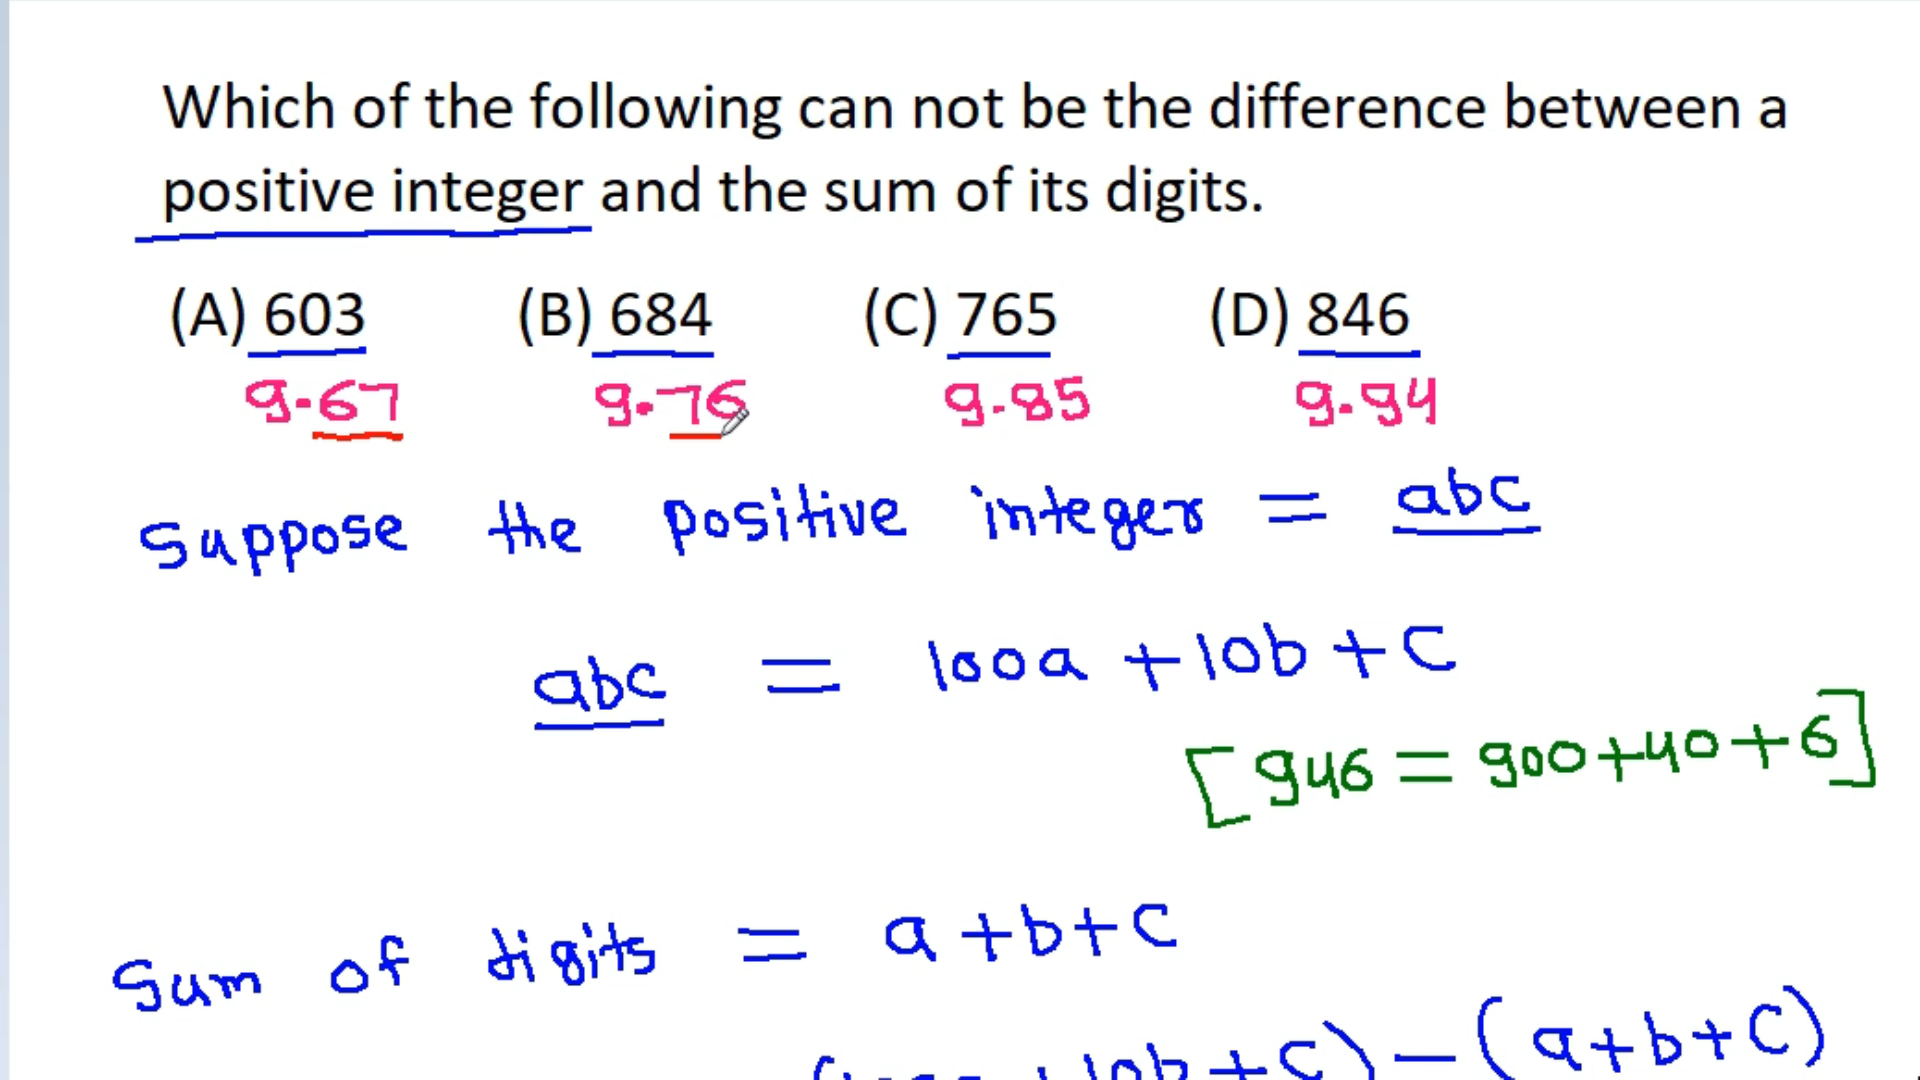 Which of the following can not be the difference between a
positive integer and the sum of its digits.
(A) 603 (B) 684 (C) 765 (D) 846
9.67 9.76 9.85 9.94
Suppose the positive integer = abc
abc = 100a + 10b + c
[946 = 900+40+6]
Sum of digits = a+b+c
+ 10b + c) - (a+b+c)